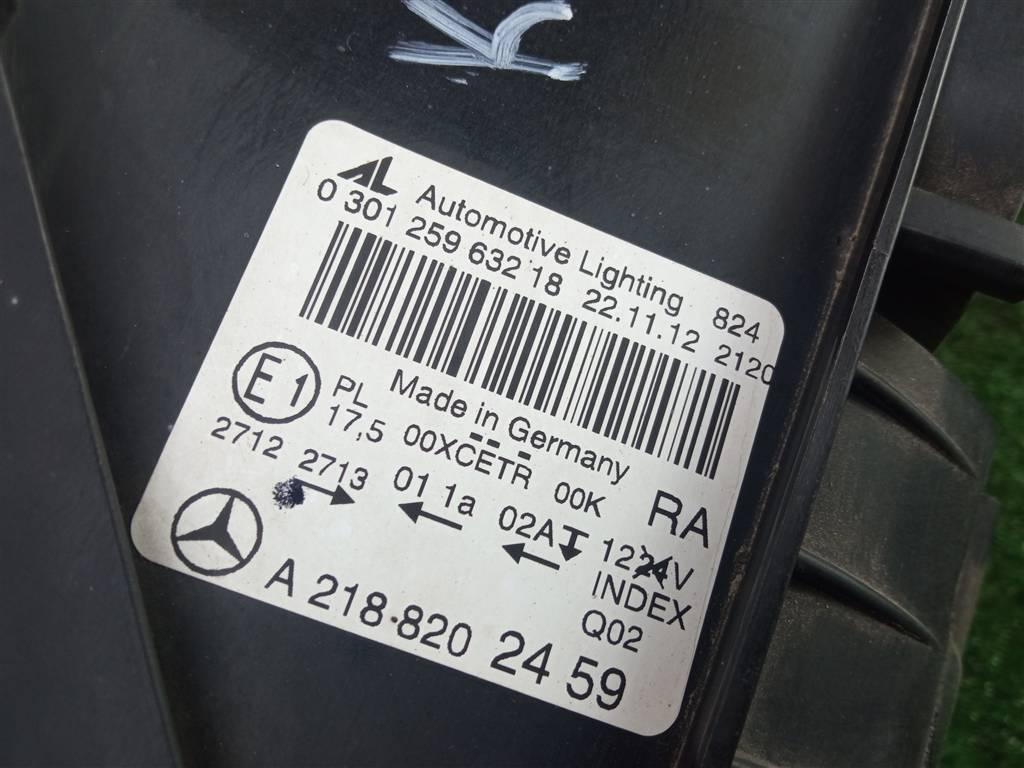 K
AL Automotive Lighting 824
0 301 259 632 18 22.11.12 2120
Made in Germany
E1 PL 17,5 00XCETR 00K RA
2712 2713 01 1a 02A 12 24V
INDEX
Q02
A 218 820 24 59